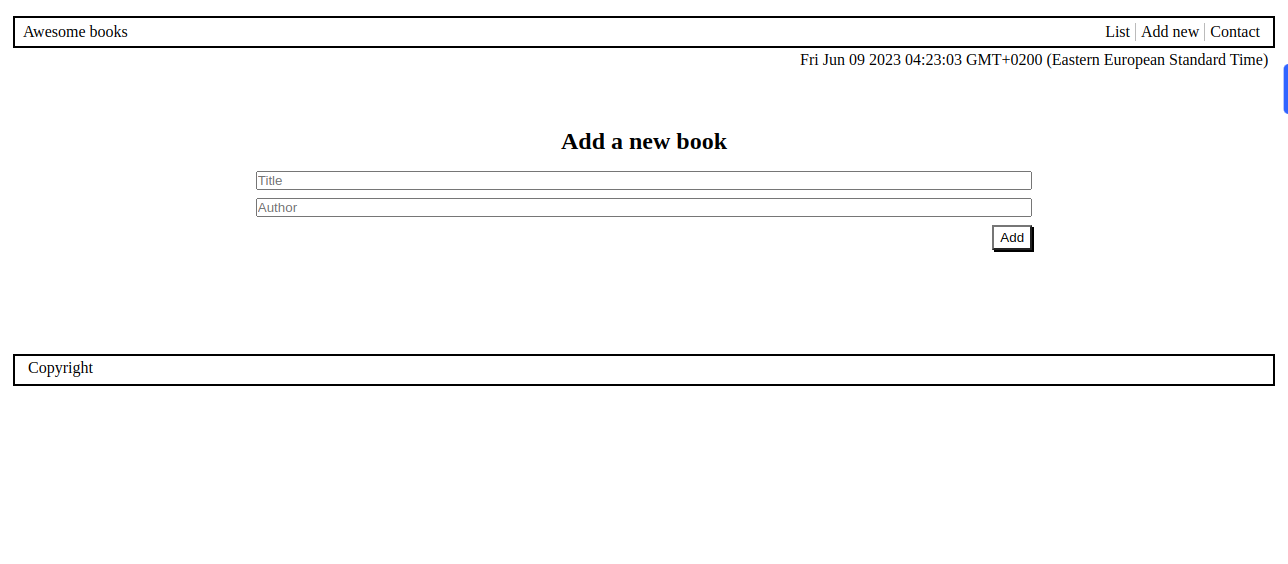 Awesome books List Add new Contact
Fri Jun 09 2023 04:23:03 GMT+0200 (Eastern European Standard Time)
Add a new book
Title
Author
Add
Copyright